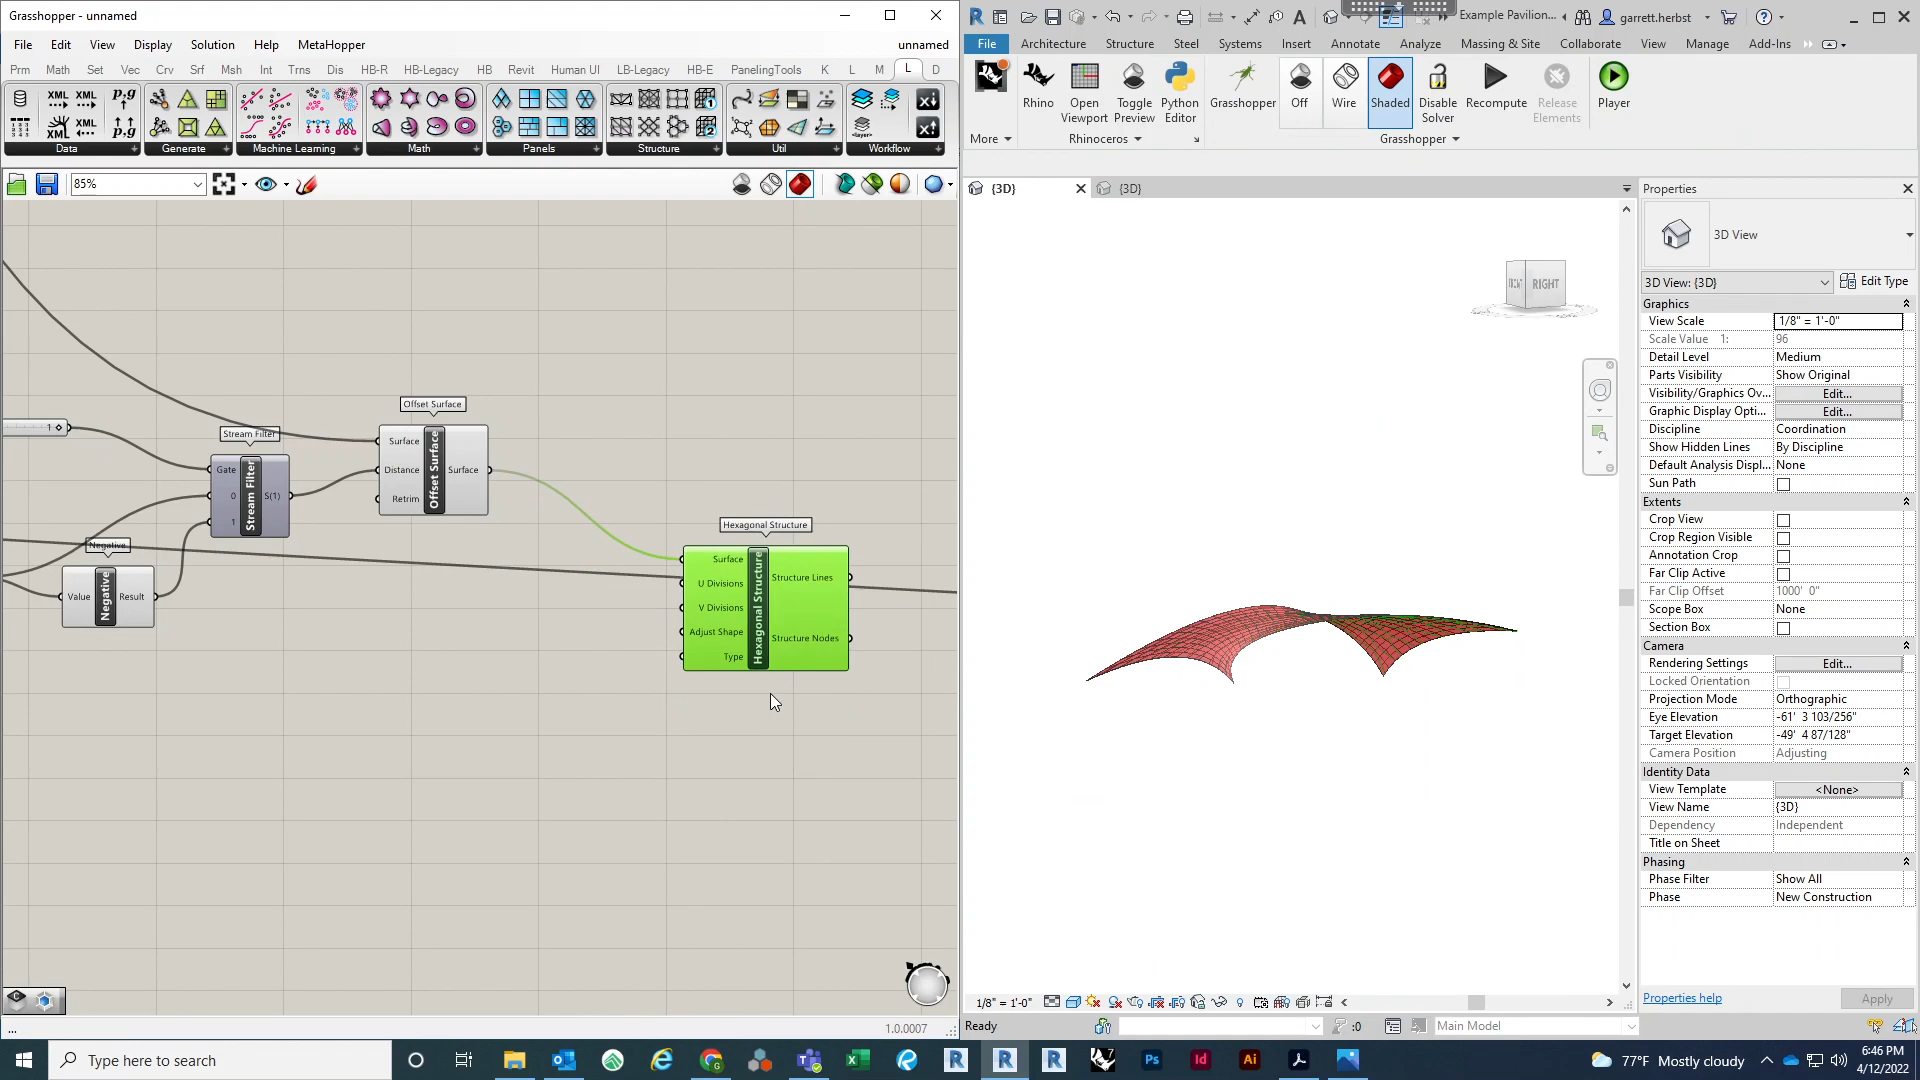 Grasshopper - unnamed
File Edit View Display Solution Help MetaHopper unnamed
Prm Math Set Vec Crv Srf Msh Int Trns Dis HB-R HB-Legacy HB Revit Human UI LB-Legacy HB-E PanelingTools K L M L D
Data Generate Machine Learning Math Panels Structure Util Workflow
85%
Offset Surface
Surface
Distance
Retrim
Offset Surface
Surface
1
Stream Filter
Gate
0
1
Stream Filter
S(1)
Negative
Value
Negative
Result
Hexagonal Structure
Surface
U Divisions
V Divisions
Adjust Shape
Type
Hexagonal Structure
Structure Lines
Structure Nodes
...
1.0.0007
Example Pavilion...
garrett.herbst
File Architecture Structure Steel Systems Insert Annotate Analyze Massing & Site Collaborate View Manage Add-Ins
Rhino
Open Viewport
Toggle Preview
Python Editor
Grasshopper
Off
Wire
Shaded
Disable Solver
Recompute
Release Elements
Player
More Rhinoceros Grasshopper
{3D} {3D}
RIGHT
Properties
3D View
3D View: {3D} Edit Type
Graphics
View Scale 1/8" = 1'-0"
Scale Value 1: 96
Detail Level Medium
Parts Visibility Show Original
Visibility/Graphics Ov... Edit...
Graphic Display Opti... Edit...
Discipline Coordination
Show Hidden Lines By Discipline
Default Analysis Displ... None
Sun Path
Extents
Crop View
Crop Region Visible
Annotation Crop
Far Clip Active
Far Clip Offset 1000' 0"
Scope Box None
Section Box
Camera
Rendering Settings Edit...
Locked Orientation
Projection Mode Orthographic
Eye Elevation -61' 3 103/256"
Target Elevation -49' 4 87/128"
Camera Position Adjusting
Identity Data
View Template <None>
View Name {3D}
Dependency Independent
Title on Sheet
Phasing
Phase Filter Show All
Phase New Construction
Properties help Apply
1/8" = 1'-0"
Ready :0 Main Model
Type here to search
77°F Mostly cloudy
6:46 PM
4/12/2022